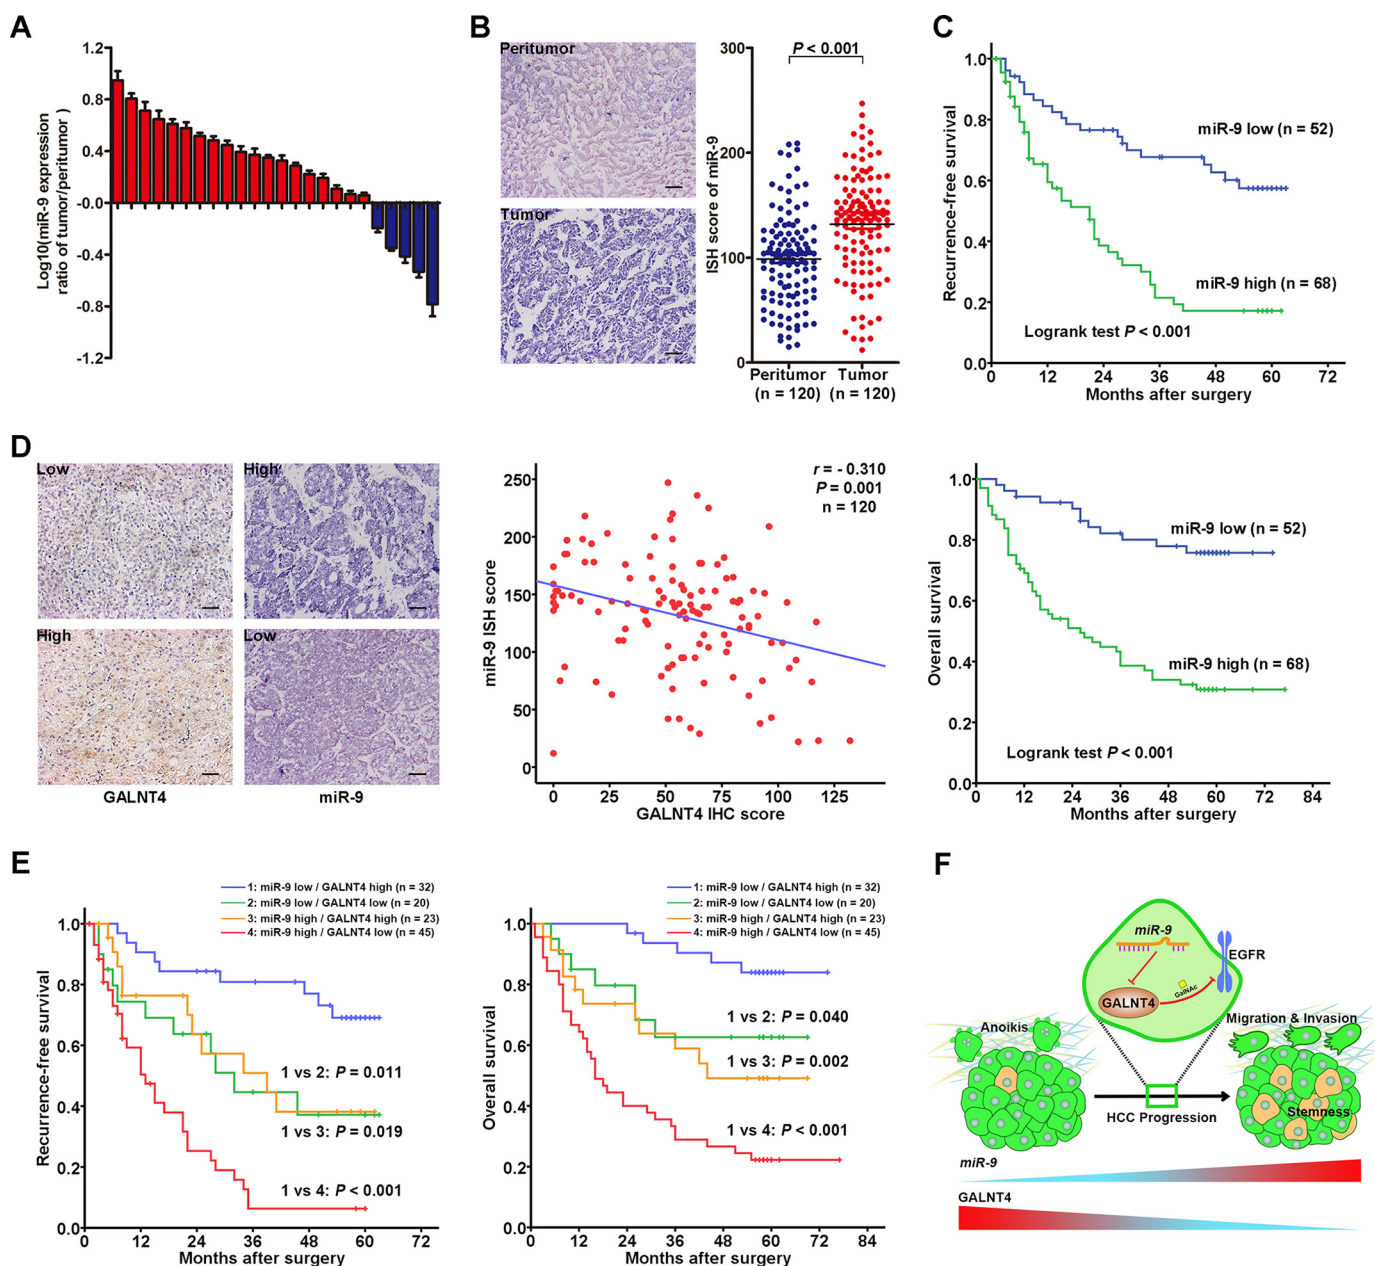 A
Log10(miR-9 expression
ratio of tumor/peritumor )
1.2
0.8
0.4
-0.0
-0.4
-0.8
-1.2
B
Peritumor
Tumor
ISH score of miR-9
300
200
100
0
P < 0.001
Peritumor
(n = 120)
Tumor
(n = 120)
C
Recurrence-free survival
1.0
0.8
0.6
0.4
0.2
0.0
miR-9 low (n = 52)
miR-9 high (n = 68)
Logrank test P < 0.001
0 12 24 36 48 60 72
Months after surgery
D
Low
High
High
Low
GALNT4
miR-9
miR-9 ISH score
250
200
150
100
50
0
r = - 0.310
P = 0.001
n = 120
0 25 50 75 100 125
GALNT4 IHC score
Overall survival
1.0
0.8
0.6
0.4
0.2
0.0
miR-9 low (n = 52)
miR-9 high (n = 68)
Logrank test P < 0.001
0 12 24 36 48 60 72 84
Months after surgery
E
1: miR-9 low / GALNT4 high (n = 32)
2: miR-9 low / GALNT4 low (n = 20)
3: miR-9 high / GALNT4 high (n = 23)
4: miR-9 high / GALNT4 low (n = 45)
Recurrence-free survival
1.0
0.8
0.6
0.4
0.2
0.0
1 vs 2: P = 0.011
1 vs 3: P = 0.019
1 vs 4: P < 0.001
0 12 24 36 48 60 72
Months after surgery
1: miR-9 low / GALNT4 high (n = 32)
2: miR-9 low / GALNT4 low (n = 20)
3: miR-9 high / GALNT4 high (n = 23)
4: miR-9 high / GALNT4 low (n = 45)
Overall survival
1.0
0.8
0.6
0.4
0.2
0.0
1 vs 2: P = 0.040
1 vs 3: P = 0.002
1 vs 4: P < 0.001
0 12 24 36 48 60 72 84
Months after surgery
F
miR-9
EGFR
GalNAc
GALNT4
Anoikis
Migration & Invasion
Stemness
HCC Progression
miR-9
GALNT4